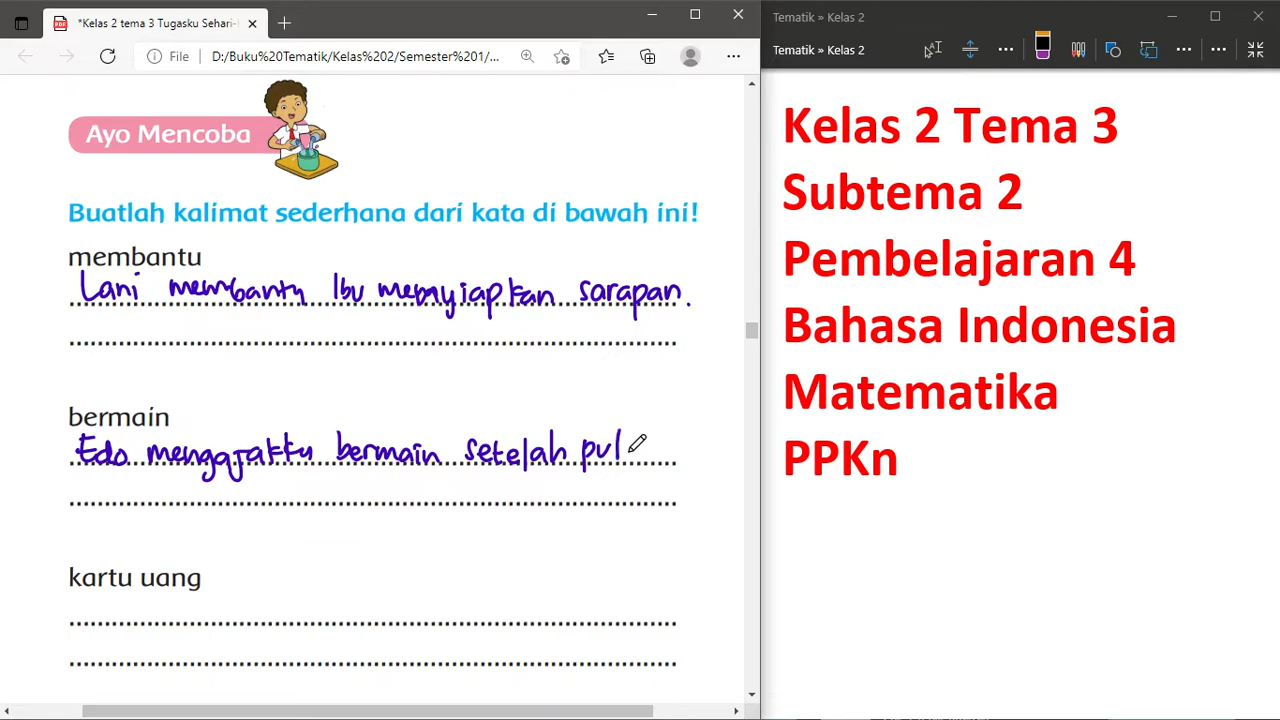 *Kelas 2 tema 3 Tugasku Sehari-
File
D:/Buku%20Tematik/Kelas%202/Semester%201/...
Ayo Mencoba
Buatlah kalimat sederhana dari kata di bawah ini!
membantu
Lani membantu Ibu menyiapkan sarapan.
bermain
Edo mengajakku bermain setelah pul
kartu uang
Tematik » Kelas 2
Tematik » Kelas 2
Kelas 2 Tema 3
Subtema 2
Pembelajaran 4
Bahasa Indonesia
Matematika
PPKn